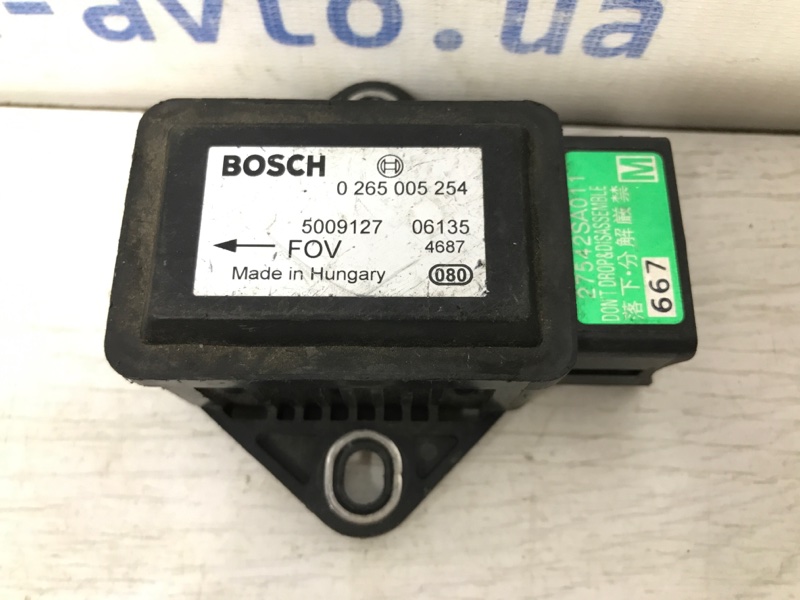 -авто.ua
BOSCH
0 265 005 254
5009127 06135
FOV 4687
Made in Hungary 080
27542SA011 M
DON'T DROP&DISASSEMBLE
落下・分解厳禁
667